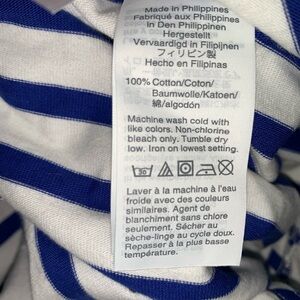 Made in Philippines
Fabriqué aux Philippines
In Den Philippinen
Hergestellt
Vervaardigd in Filipijnen
フィリピン製
Hecho en Filipinas
100% Cotton/Coton/
Baumwolle/Katoen/
綿/algodón
Machine wash cold with
like colors. Non-chlorine
bleach only. Tumble dry
low. Iron on lowest setting.
30
Laver à la machine à l'eau
froide avec des couleurs
similaires. Agent de
blanchiment sans chlore
seulement. Sécher au
sèche-linge au cycle doux.
Repasser à la plus basse
température.